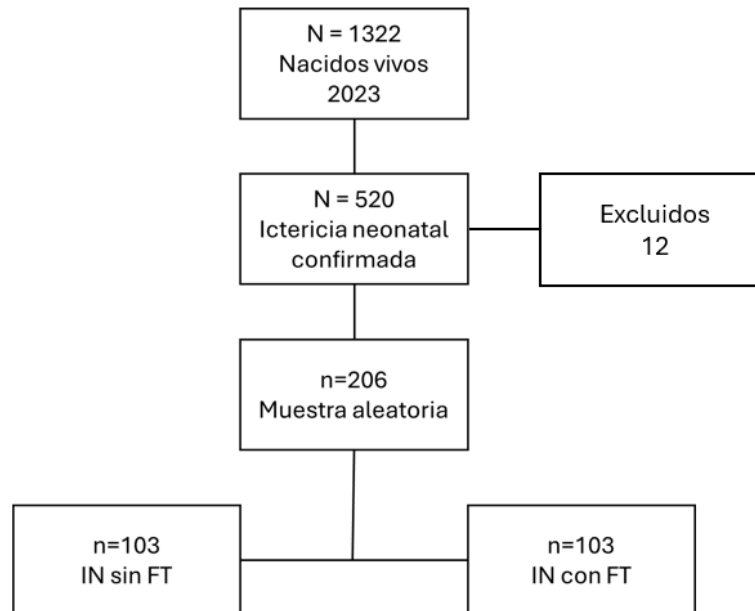 N = 1322
Nacidos vivos
2023
N = 520
Ictericia neonatal
confirmada
Excluidos
12
n=206
Muestra aleatoria
n=103
IN sin FT
n=103
IN con FT